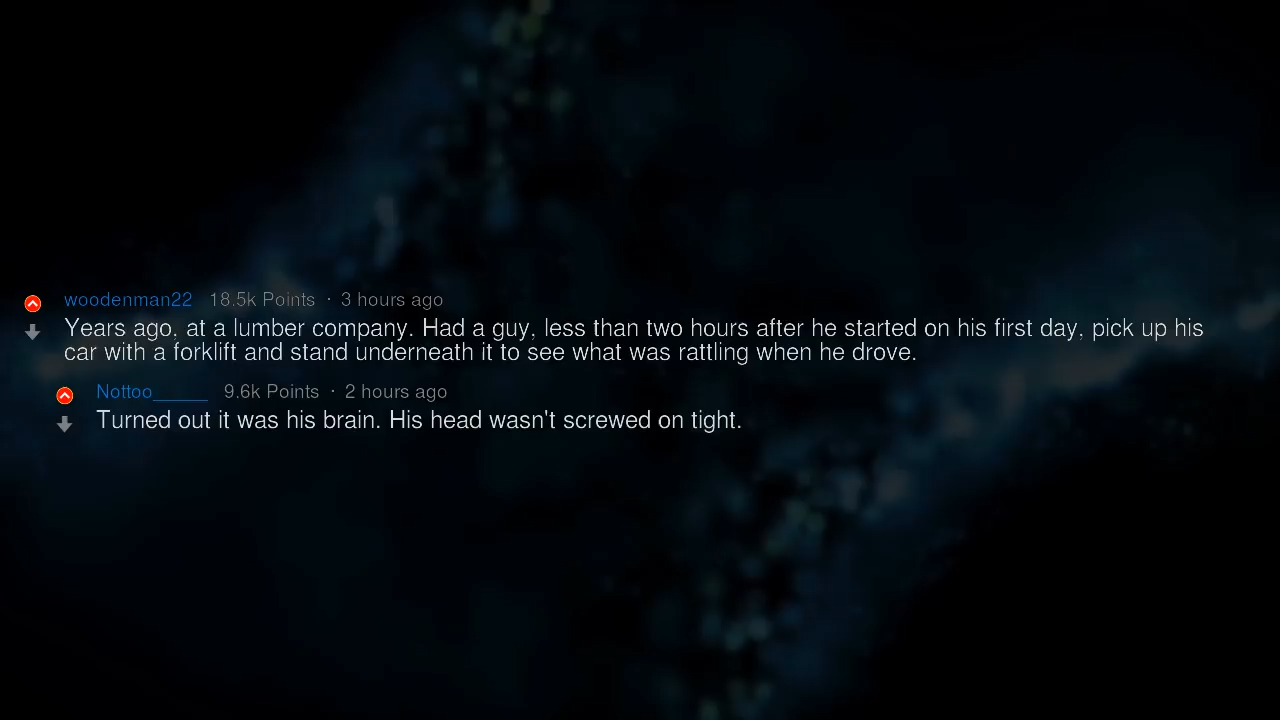 woodenman22 18.5k Points · 3 hours ago
Years ago, at a lumber company. Had a guy, less than two hours after he started on his first day, pick up his
car with a forklift and stand underneath it to see what was rattling when he drove.
Nottoo_____ 9.6k Points · 2 hours ago
Turned out it was his brain. His head wasn't screwed on tight.